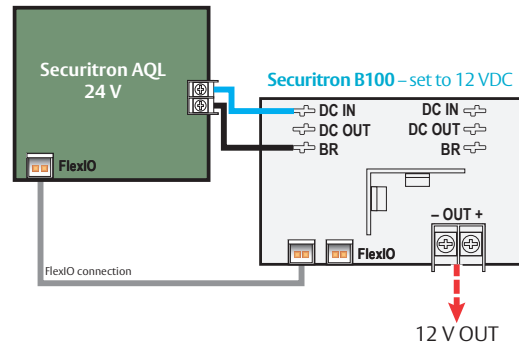 Securitron AQL
24 V
Securitron B100 – set to 12 VDC
DC IN
DC OUT
BR
DC IN
DC OUT
BR
FlexIO
– OUT +
FlexIO
FlexIO connection
12 V OUT